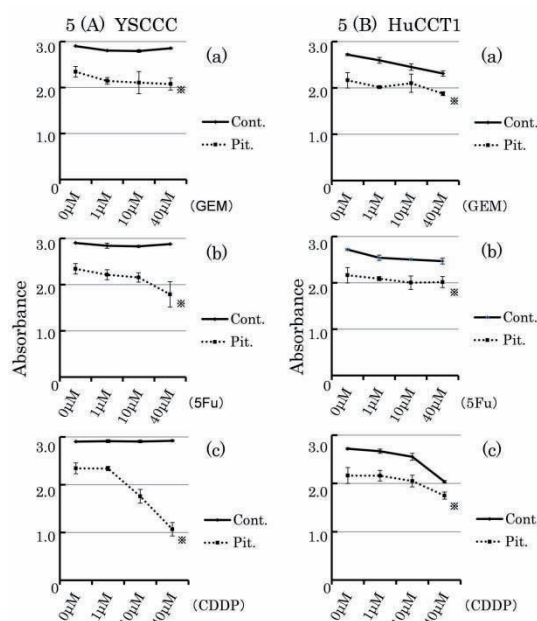 5 (A) YSCCC
5 (B) HuCCT1
Absorbance
3.0
2.0
1.0
0
(a)
※
Cont.
Pit.
0µM
1µM
10µM
40µM
(GEM)
3.0
2.0
1.0
0
(b)
※
Cont.
Pit.
0µM
1µM
10µM
40µM
(5Fu)
3.0
2.0
1.0
0
(c)
※
Cont.
Pit.
0µM
1µM
(CDDP)
Absorbance
3.0
2.0
1.0
0
(a)
※
Cont.
Pit.
0µM
1µM
10µM
40µM
(GEM)
3.0
2.0
1.0
0
(b)
※
Cont.
Pit.
0µM
1µM
10µM
40µM
(5Fu)
3.0
2.0
1.0
0
(c)
※
Cont.
Pit.
0µM
1µM
(CDDP)